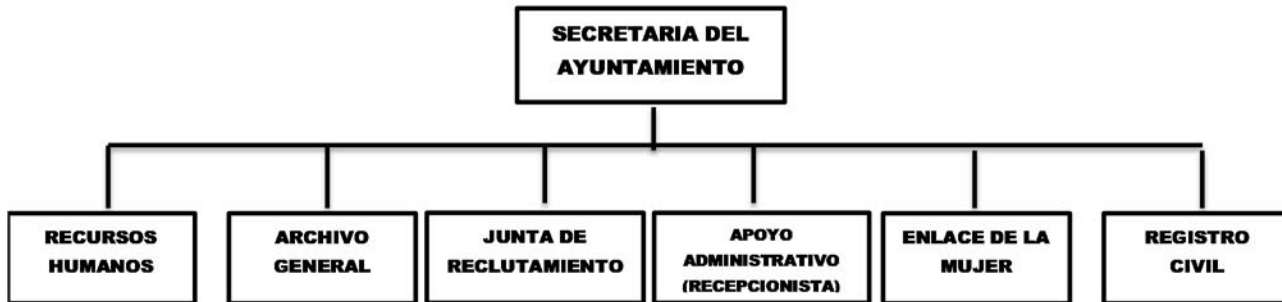 SECRETARIA DEL
AYUNTAMIENTO
RECURSOS
HUMANOS
ARCHIVO
GENERAL
JUNTA DE
RECLUTAMIENTO
APOYO
ADMINISTRATIVO
(RECEPCIONISTA)
ENLACE DE LA
MUJER
REGISTRO
CIVIL